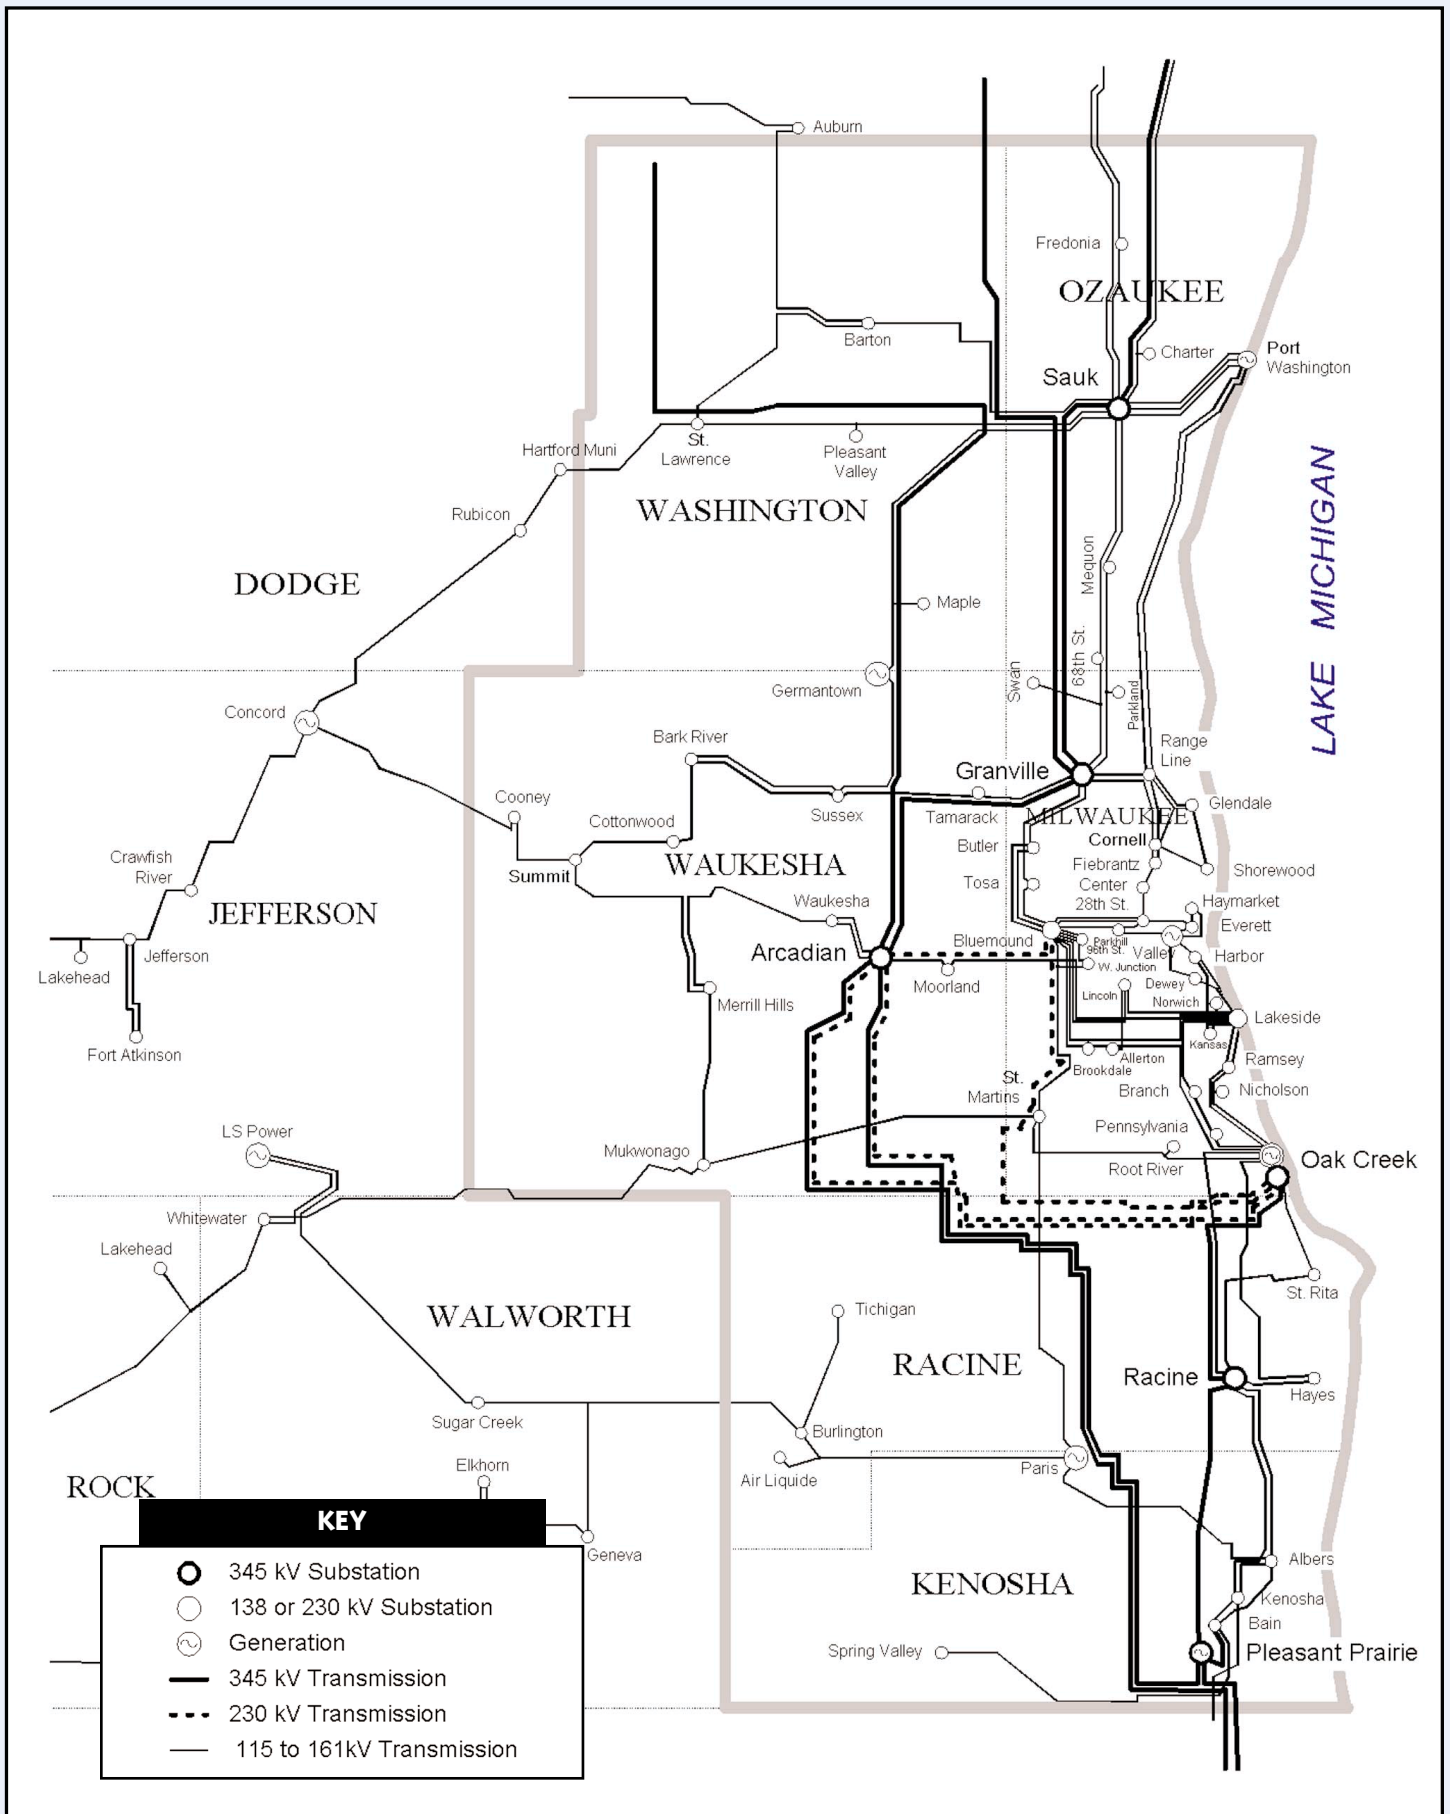 Auburn
Fredonia
OZAUKEE
Barton
Charter
Port
Washington
Sauk
Hartford Muni
St.
Lawrence
Pleasant
Valley
Rubicon
WASHINGTON
LAKE MICHIGAN
DODGE
Mequon
Maple
68th St.
Swan
Parkland
Germantown
Concord
Bark River
Range
Line
Granville
Cooney
Sussex
Tamarack
MILWAUKEE
Glendale
Cottonwood
Butler
Cornell
Crawfish
River
Summit
WAUKESHA
Fiebrantz
Shorewood
Tosa
Center
28th St.
JEFFERSON
Waukesha
Haymarket
Everett
Bluemound
Parkhill
96th St.
Valley
Harbor
Arcadian
Jefferson
Lakehead
Moorland
W. Junction
Dewey
Lincoln
Norwich
Merrill Hills
Lakeside
Fort Atkinson
Kansas
Allerton
Ramsey
Brookdale
St.
Martins
Branch
Nicholson
LS Power
Pennsylvania
Mukwonago
Root River
Oak Creek
Whitewater
Lakehead
St. Rita
WALWORTH
Tichigan
RACINE
Racine
Hayes
Sugar Creek
Burlington
Elkhorn
Air Liquide
Paris
ROCK
KEY
Geneva
Albers
KENOSHA
Kenosha
Bain
Spring Valley
Pleasant Prairie
345 kV Substation
138 or 230 kV Substation
Generation
345 kV Transmission
230 kV Transmission
115 to 161kV Transmission